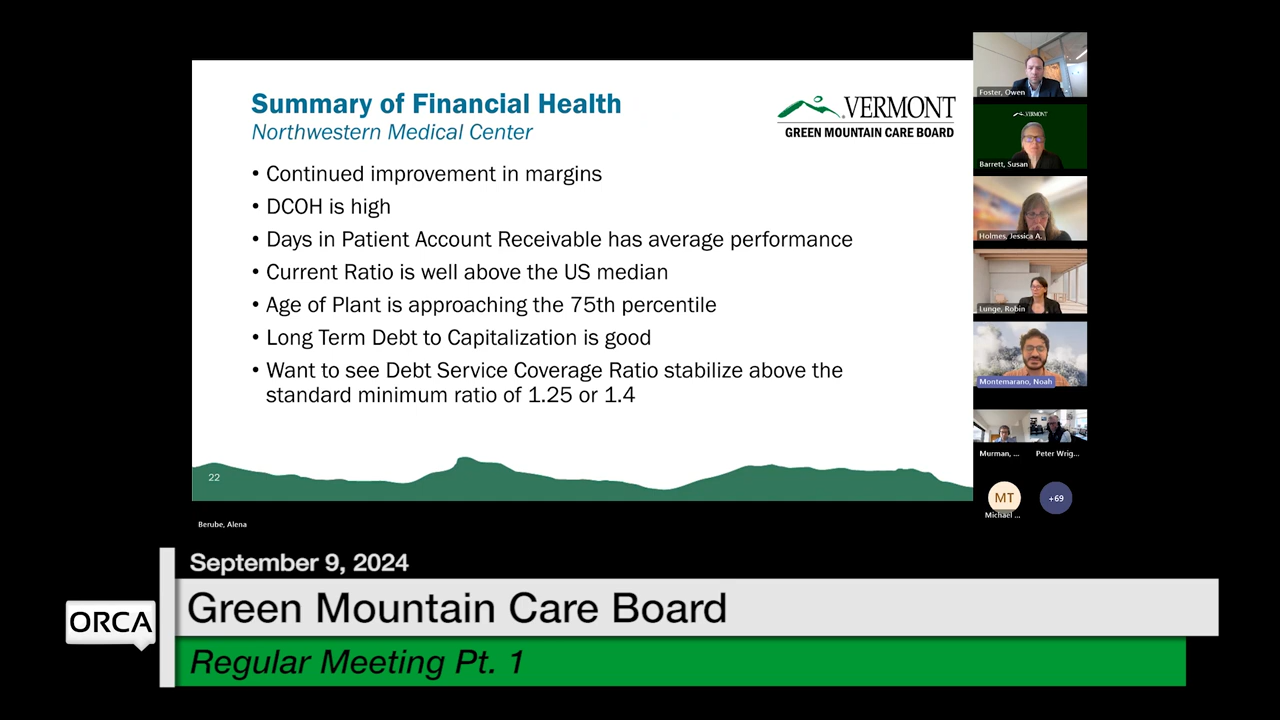 Summary of Financial Health
Northwestern Medical Center
VERMONT
GREEN MOUNTAIN CARE BOARD
• Continued improvement in margins
• DCOH is high
• Days in Patient Account Receivable has average performance
• Current Ratio is well above the US median
• Age of Plant is approaching the 75th percentile
• Long Term Debt to Capitalization is good
• Want to see Debt Service Coverage Ratio stabilize above the
standard minimum ratio of 1.25 or 1.4
22
Foster, Owen
VERMONT
Barrett, Susan
Holmes, Jessica A.
Lunge, Robin
Montemarano, Noah
Murman, ...
Peter Wrig...
MT
Michael ...
+69
Berube, Alena
September 9, 2024
ORCA
Green Mountain Care Board
Regular Meeting Pt. 1